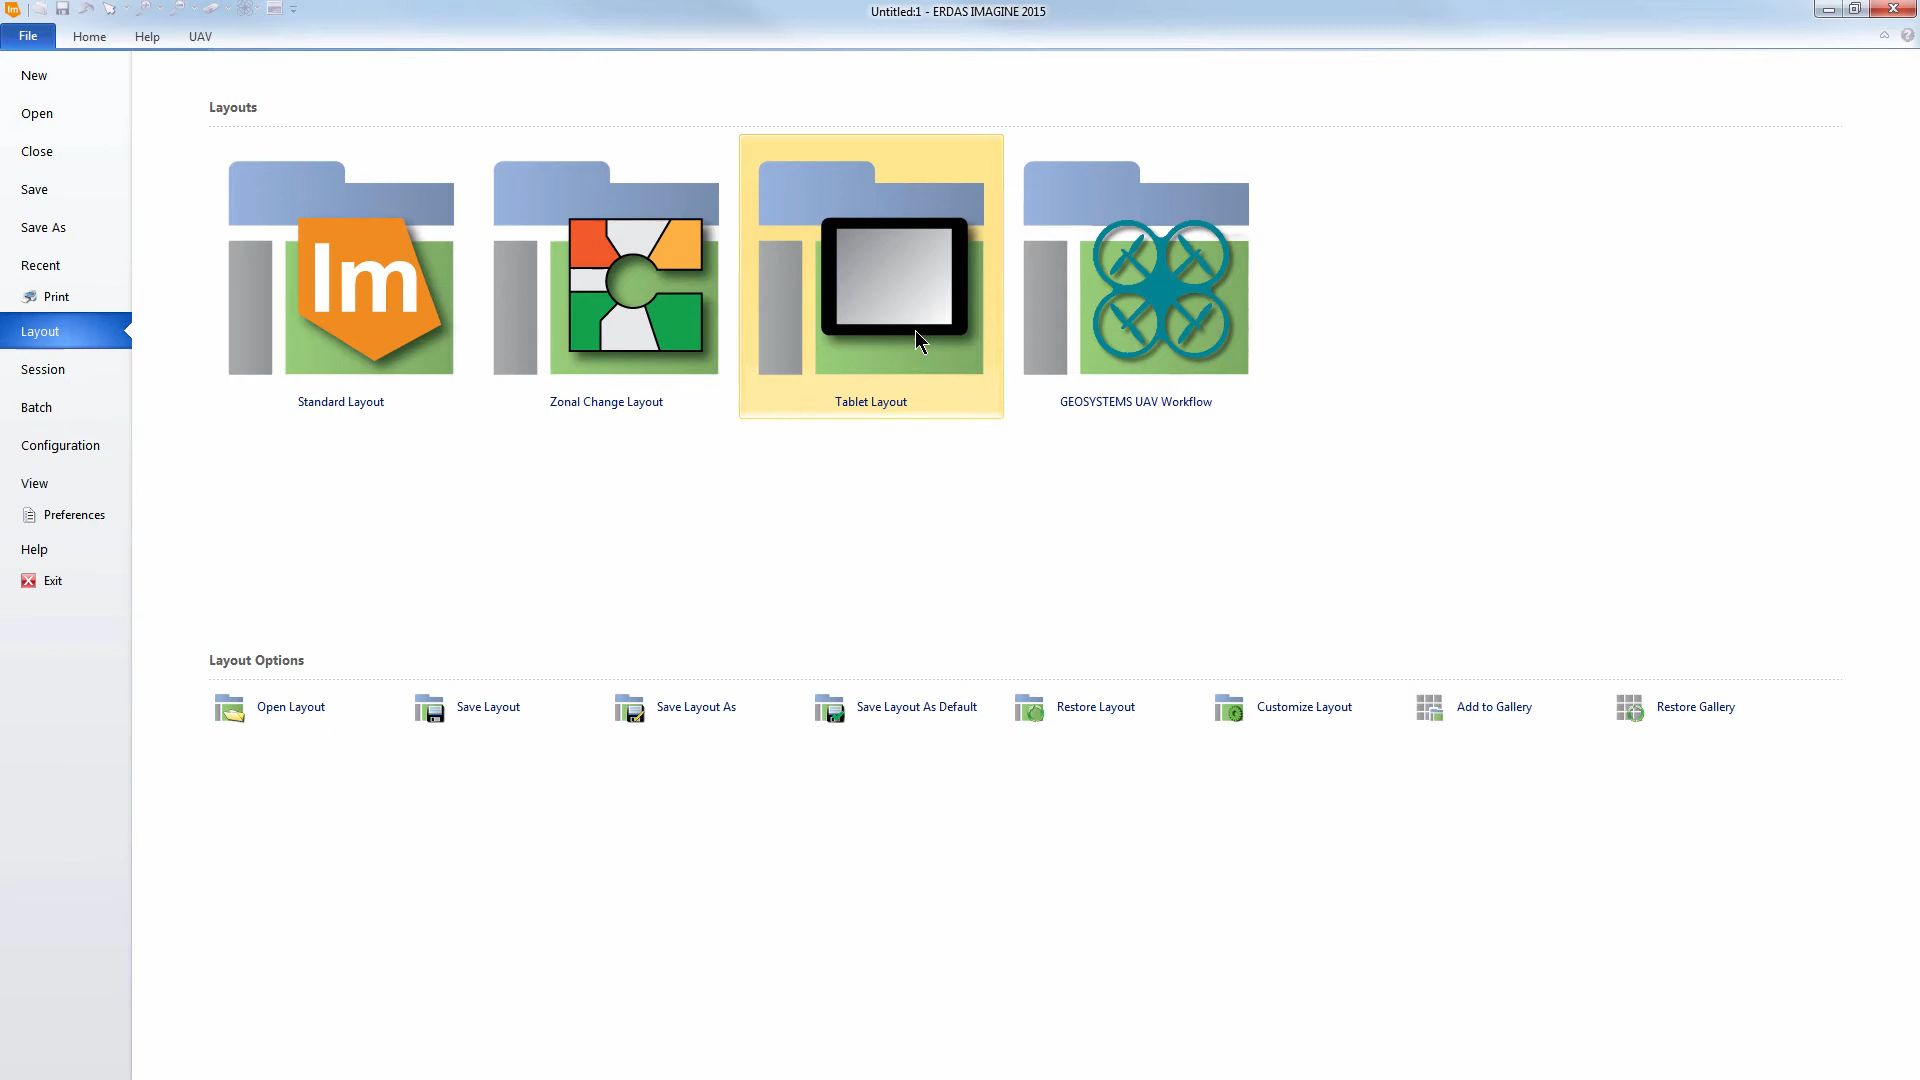 Untitled:1 - ERDAS IMAGINE 2015
File
Home
Help
UAV
New
Open
Close
Save
Save As
Recent
Print
Layout
Session
Batch
Configuration
View
Preferences
Help
Exit
Layouts
Im
Standard Layout
Zonal Change Layout
Tablet Layout
GEOSYSTEMS UAV Workflow
Layout Options
Open Layout
Save Layout
Save Layout As
Save Layout As Default
Restore Layout
Customize Layout
Add to Gallery
Restore Gallery